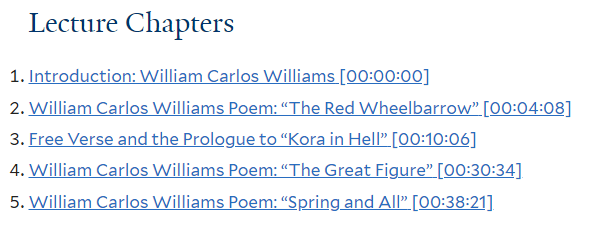 Lecture Chapters
1. Introduction: William Carlos Williams [00:00:00]
2. William Carlos Williams Poem: “The Red Wheelbarrow” [00:04:08]
3. Free Verse and the Prologue to “Kora in Hell” [00:10:06]
4. William Carlos Williams Poem: “The Great Figure” [00:30:34]
5. William Carlos Williams Poem: “Spring and All” [00:38:21]